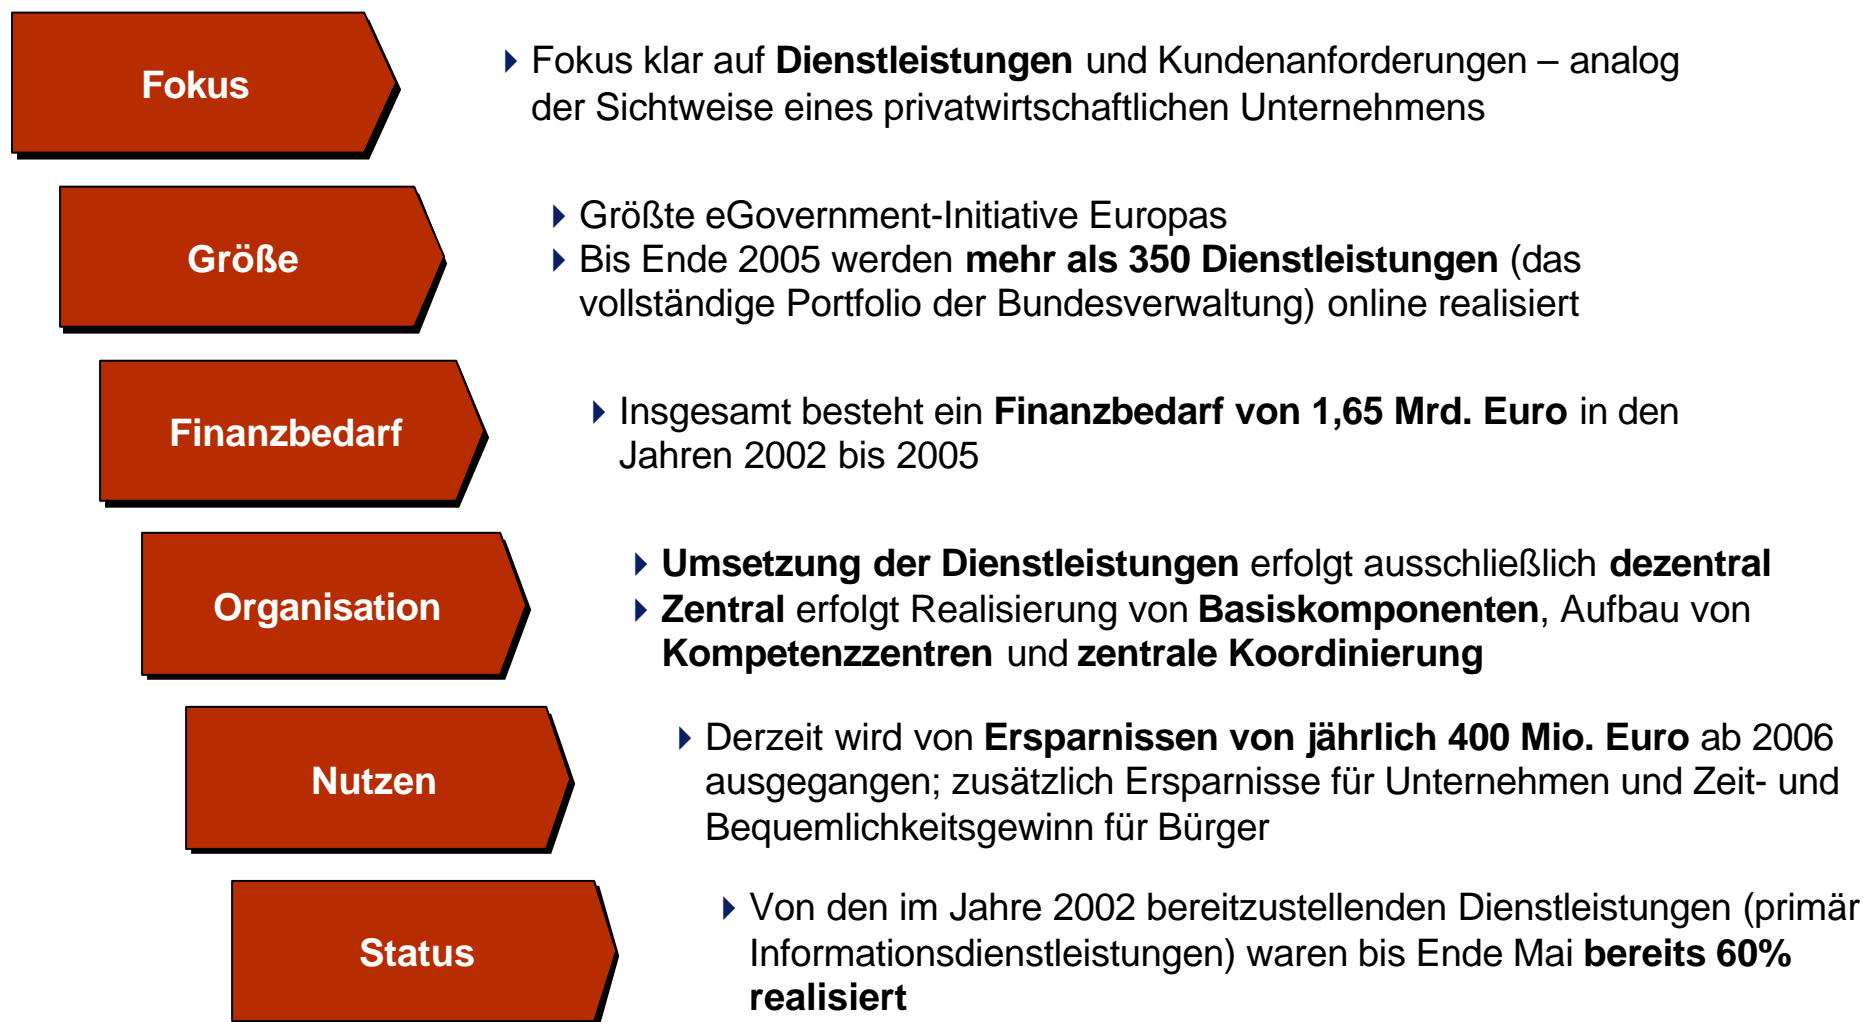 Fokus
Fokus klar auf Dienstleistungen und Kundenanforderungen – analog
der Sichtweise eines privatwirtschaftlichen Unternehmens
Größe
Größte eGovernment-Initiative Europas
Bis Ende 2005 werden mehr als 350 Dienstleistungen (das
vollständige Portfolio der Bundesverwaltung) online realisiert
Finanzbedarf
Insgesamt besteht ein Finanzbedarf von 1,65 Mrd. Euro in den
Jahren 2002 bis 2005
Organisation
Umsetzung der Dienstleistungen erfolgt ausschließlich dezentral
Zentral erfolgt Realisierung von Basiskomponenten, Aufbau von
Kompetenzzentren und zentrale Koordinierung
Nutzen
Derzeit wird von Ersparnissen von jährlich 400 Mio. Euro ab 2006
ausgegangen; zusätzlich Ersparnisse für Unternehmen und Zeit- und
Bequemlichkeitsgewinn für Bürger
Status
Von den im Jahre 2002 bereitzustellenden Dienstleistungen (primär
Informationsdienstleistungen) waren bis Ende Mai bereits 60%
realisiert